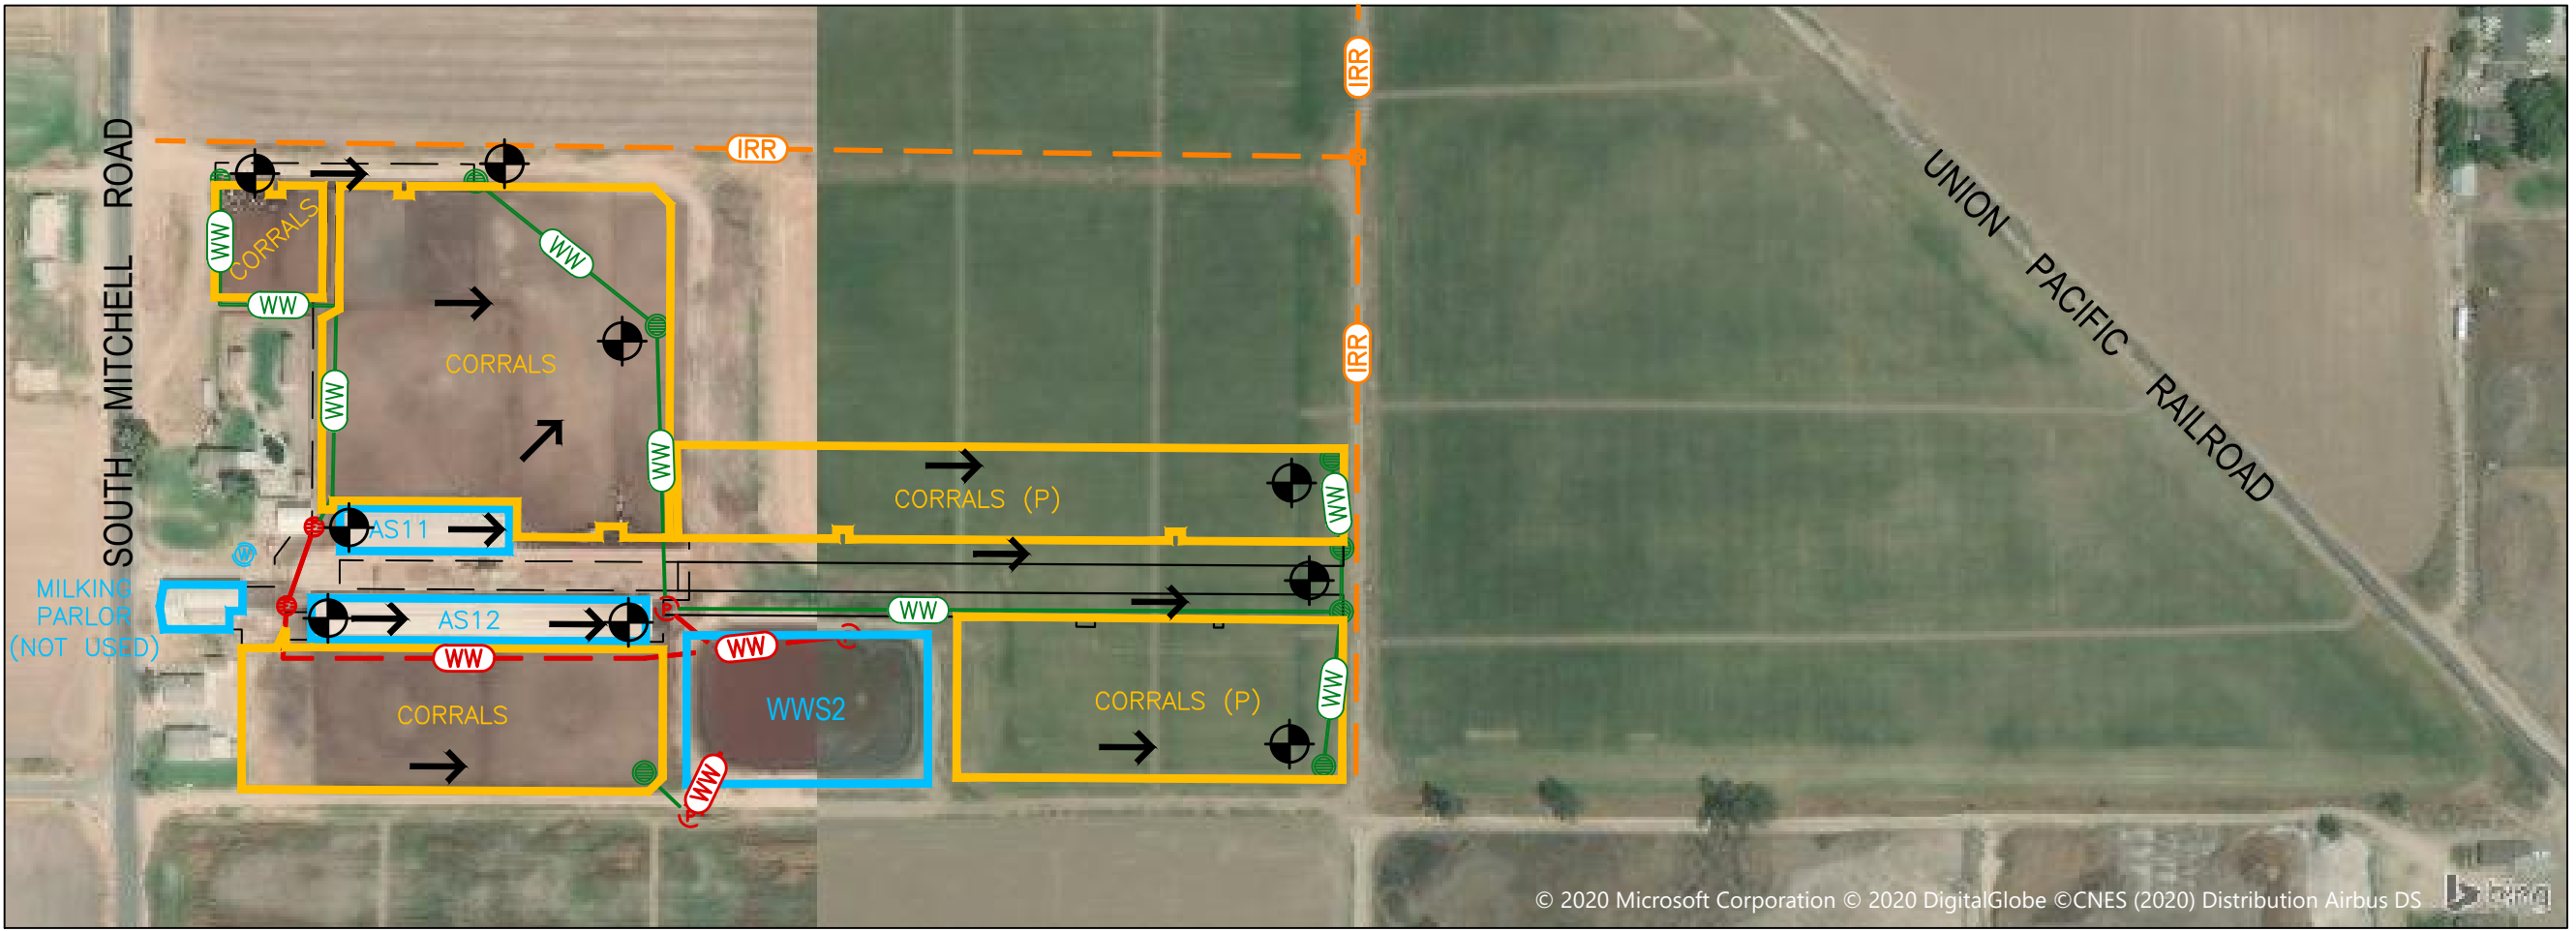 IRR
IRR
SOUTH MITCHELL ROAD
UNION PACIFIC RAILROAD
WW
CORRALS
WW
WW
IRR
CORRALS
WW
WW
CORRALS (P)
WW
AS11
W
MILKING
PARLOR
(NOT USED)
AS12
P
WW
WW
WW
P
CORRALS
WWS2
CORRALS (P)
WW
WW
P
© 2020 Microsoft Corporation © 2020 DigitalGlobe ©CNES (2020) Distribution Airbus DS
bing